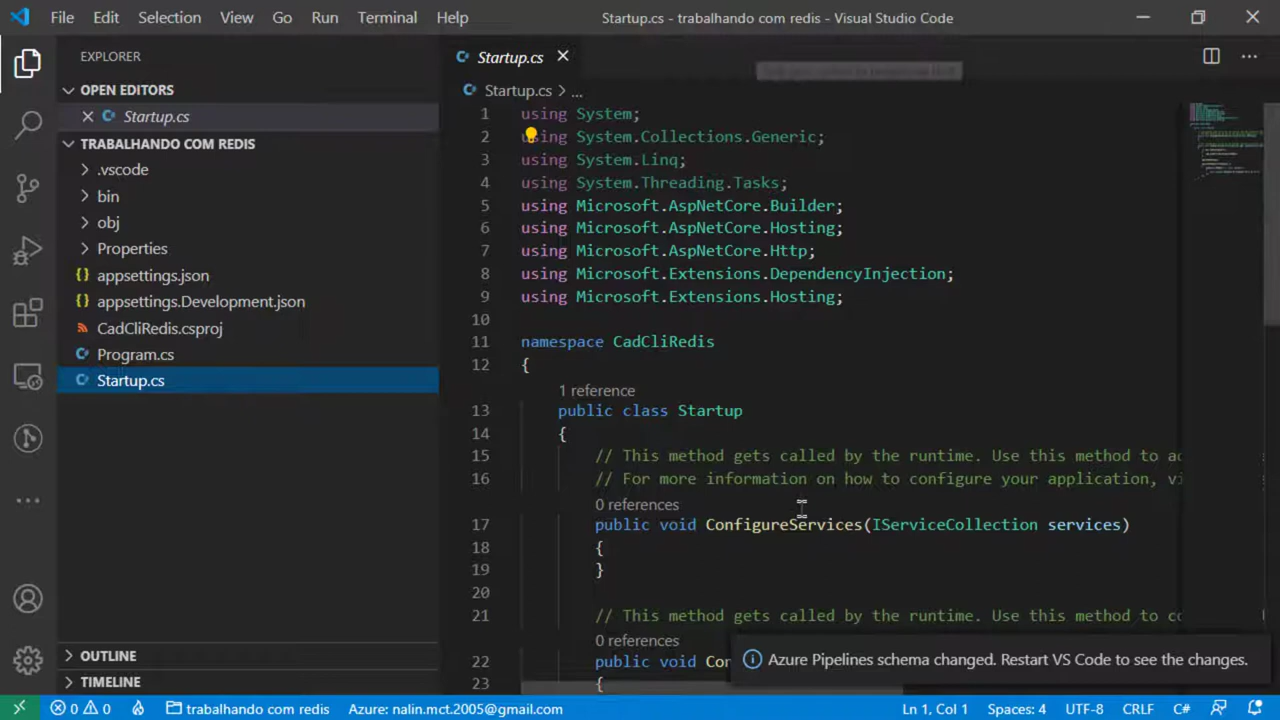 File Edit Selection View Go Run Terminal Help Startup.cs - trabalhando com redis - Visual Studio Code
EXPLORER
OPEN EDITORS
Startup.cs
TRABALHANDO COM REDIS
.vscode
bin
obj
Properties
appsettings.json
appsettings.Development.json
CadCliRedis.csproj
Program.cs
Startup.cs
OUTLINE
TIMELINE
Startup.cs
Startup.cs > ...
1 using System;
2 using System.Collections.Generic;
3 using System.Linq;
4 using System.Threading.Tasks;
5 using Microsoft.AspNetCore.Builder;
6 using Microsoft.AspNetCore.Hosting;
7 using Microsoft.AspNetCore.Http;
8 using Microsoft.Extensions.DependencyInjection;
9 using Microsoft.Extensions.Hosting;
10
11 namespace CadCliRedis
12 {
1 reference
13 public class Startup
14 {
15 // This method gets called by the runtime. Use this method to
16 // For more information on how to configure your application,
0 references
17 public void ConfigureServices(IServiceCollection services)
18 {
19 }
20
21 // This method gets called by the runtime. Use this method to
0 references
22 public void
23 {
Azure Pipelines schema changed. Restart VS Code to see the changes.
0 0 trabalhando com redis Azure: nalin.mct.2005@gmail.com Ln 1, Col 1 Spaces: 4 UTF-8 CRLF C#